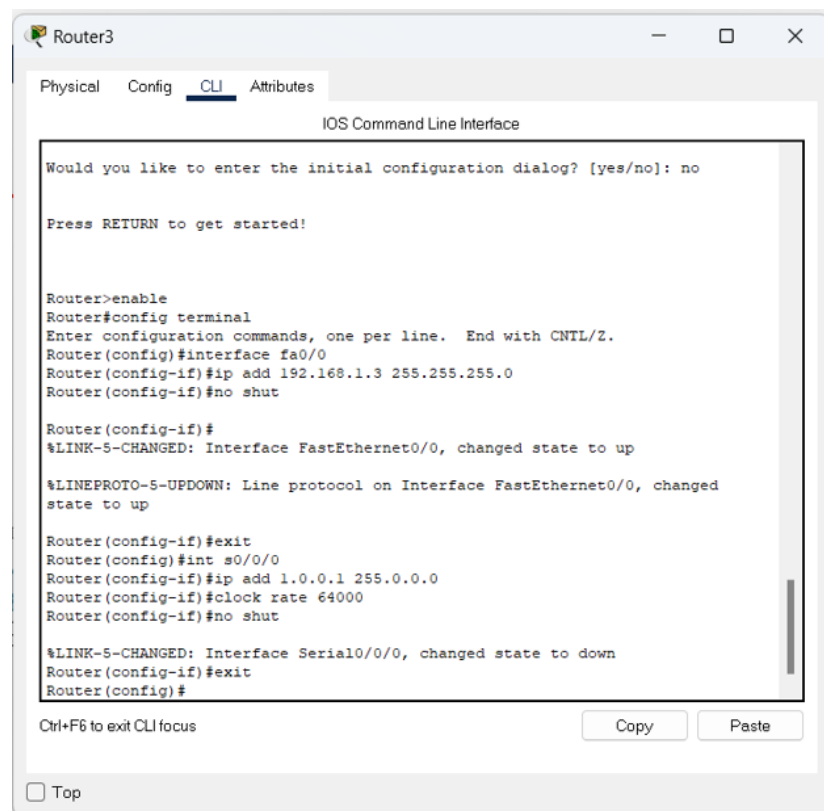 Router3
Physical Config CLI Attributes
IOS Command Line Interface
Would you like to enter the initial configuration dialog? [yes/no]: no
Press RETURN to get started!
Router>enable
Router#config terminal
Enter configuration commands, one per line.  End with CNTL/Z.
Router(config)#interface fa0/0
Router(config-if)#ip add 192.168.1.3 255.255.255.0
Router(config-if)#no shut
Router(config-if)#
%LINK-5-CHANGED: Interface FastEthernet0/0, changed state to up
%LINEPROTO-5-UPDOWN: Line protocol on Interface FastEthernet0/0, changed
state to up
Router(config-if)#exit
Router(config)#int s0/0/0
Router(config-if)#ip add 1.0.0.1 255.0.0.0
Router(config-if)#clock rate 64000
Router(config-if)#no shut
%LINK-5-CHANGED: Interface Serial0/0/0, changed state to down
Router(config-if)#exit
Router(config)#
Ctrl+F6 to exit CLI focus
Copy Paste
Top